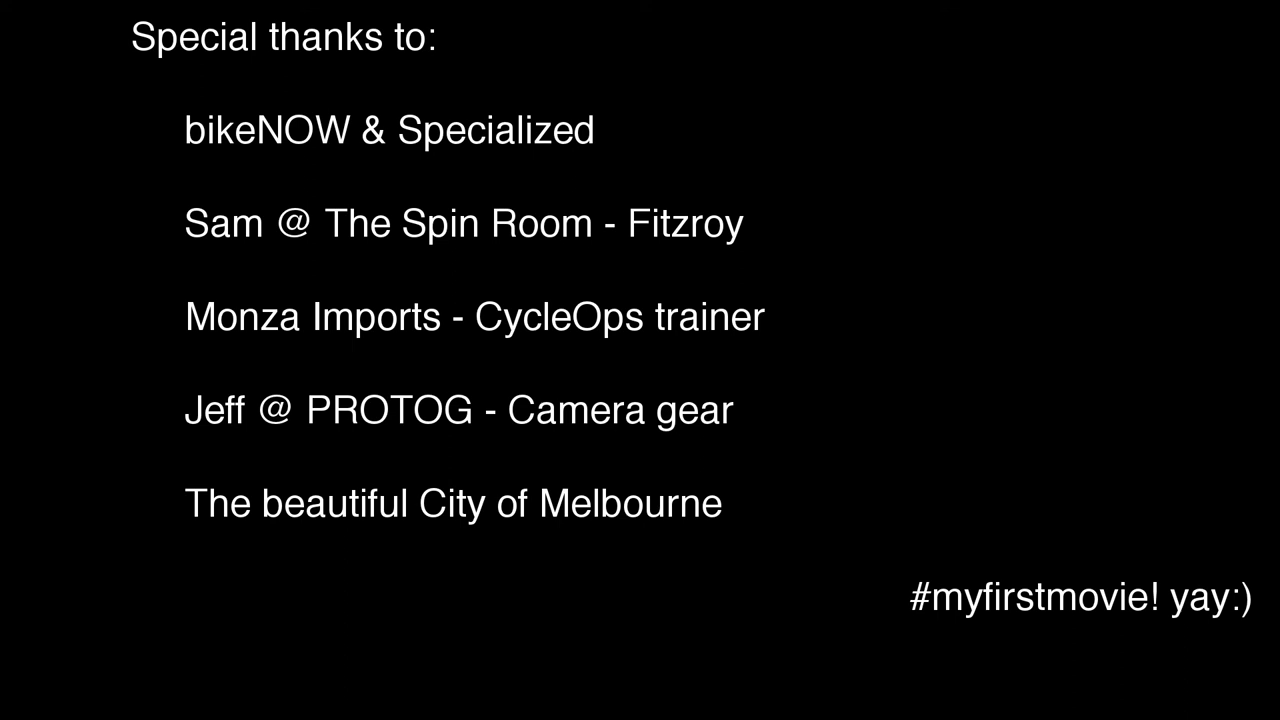 Special thanks to:
bikeNOW & Specialized
Sam @ The Spin Room - Fitzroy
Monza Imports - CycleOps trainer
Jeff @ PROTOG - Camera gear
The beautiful City of Melbourne
#myfirstmovie! yay:)